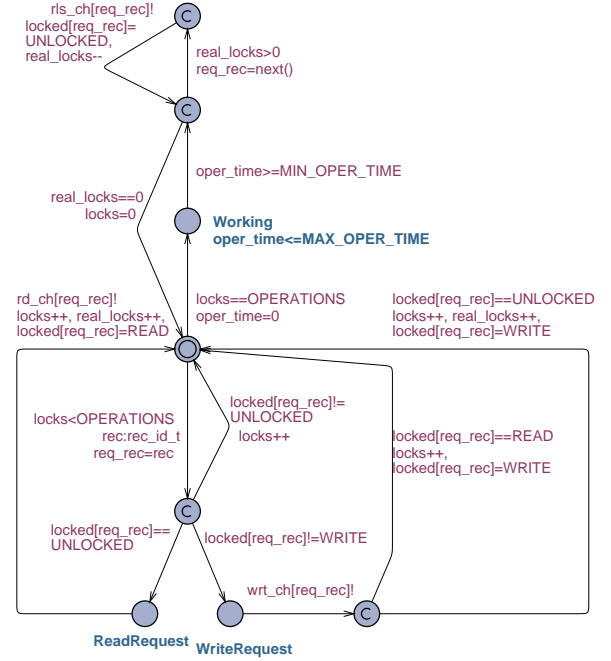 rls_ch[req_rec]!
locked[req_rec]=
UNLOCKED,
real_locks--
C
real_locks>0
req_rec=next()
C
oper_time>=MIN_OPER_TIME
real_locks==0
locks=0
Working
oper_time<=MAX_OPER_TIME
rd_ch[req_rec]!
locks++, real_locks++,
locked[req_rec]=READ
locks==OPERATIONS
oper_time=0
locked[req_rec]==UNLOCKED
locks++, real_locks++,
locked[req_rec]=WRITE
locks<OPERATIONS
rec:rec_id_t
req_rec=rec
locked[req_rec]!=
UNLOCKED
locks++
locked[req_rec]==READ
locks++,
locked[req_rec]=WRITE
C
locked[req_rec]==
UNLOCKED
locked[req_rec]!=WRITE
wrt_ch[req_rec]!
C
ReadRequest
WriteRequest